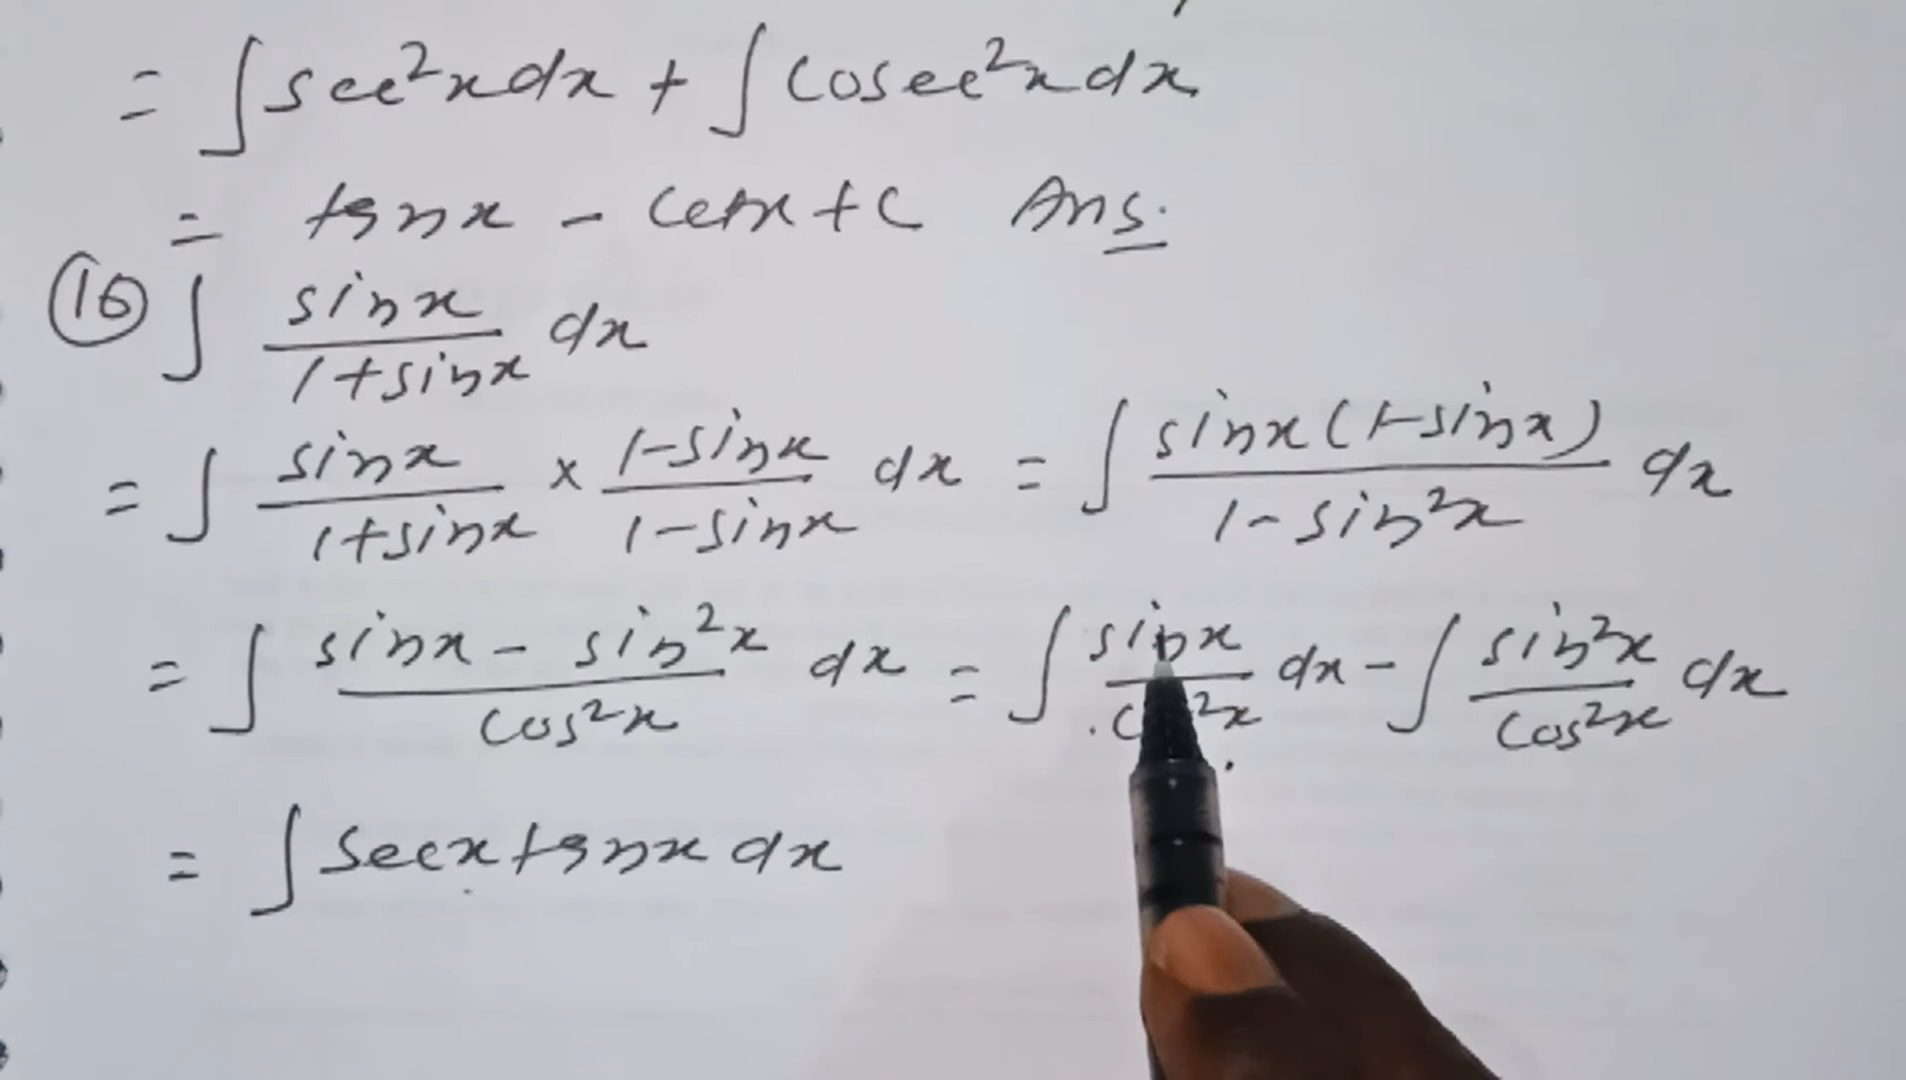 = ∫ sec²x dx + ∫ cosec²x dx
= tanx - cotx + c Ans.
(16) ∫ sinx/(1+sinx) dx
= ∫ sinx/(1+sinx) × (1-sinx)/(1-sinx) dx = ∫ sinx(1-sinx)/(1-sin²x) dx
= ∫ (sinx - sin²x)/cos²x dx = ∫ sinx/cos²x dx - ∫ sin²x/cos²x dx
= ∫ secx tanx dx